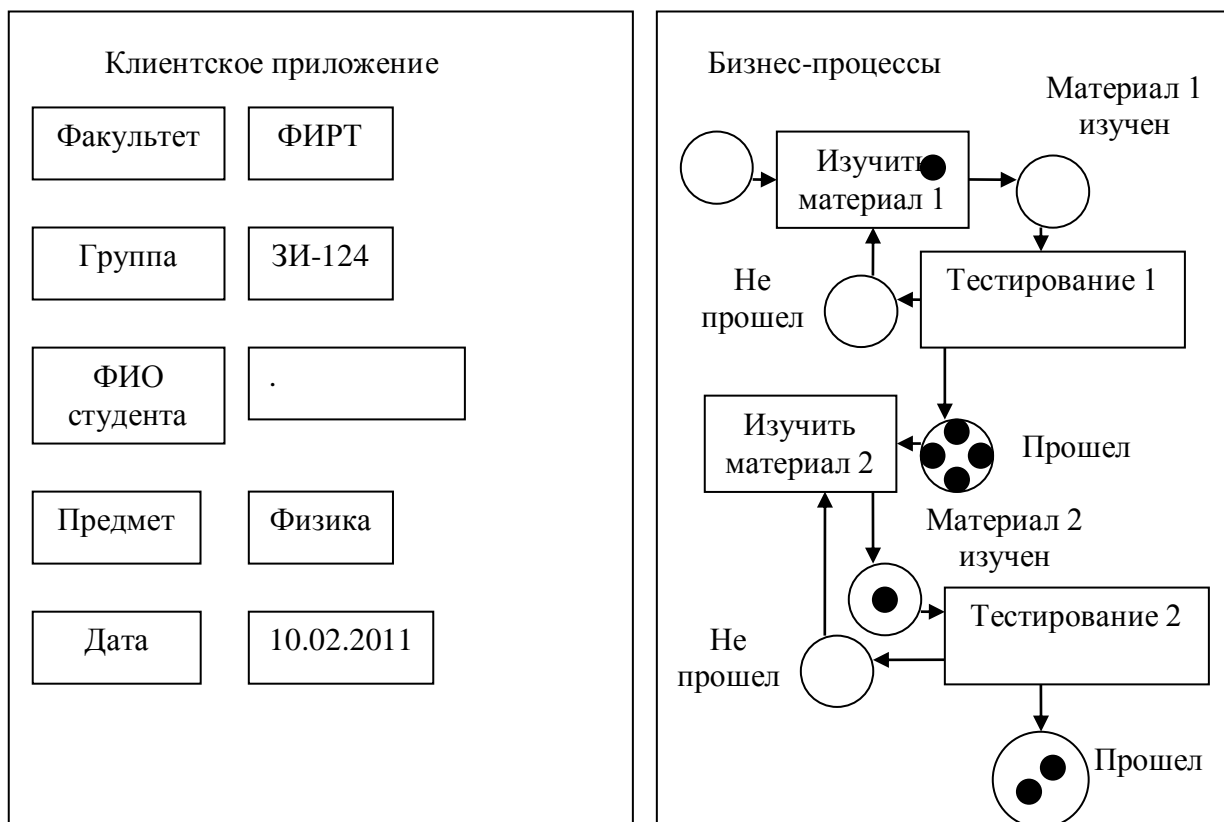 Клиентское приложение
Факультет
ФИРТ
Группа
ЗИ-124
ФИО
студента
.
Предмет
Физика
Дата
10.02.2011
Бизнес-процессы
Материал 1
изучен
Изучить
материал 1
Не
прошел
Тестирование 1
Изучить
материал 2
Прошел
Материал 2
изучен
Тестирование 2
Не
прошел
Прошел